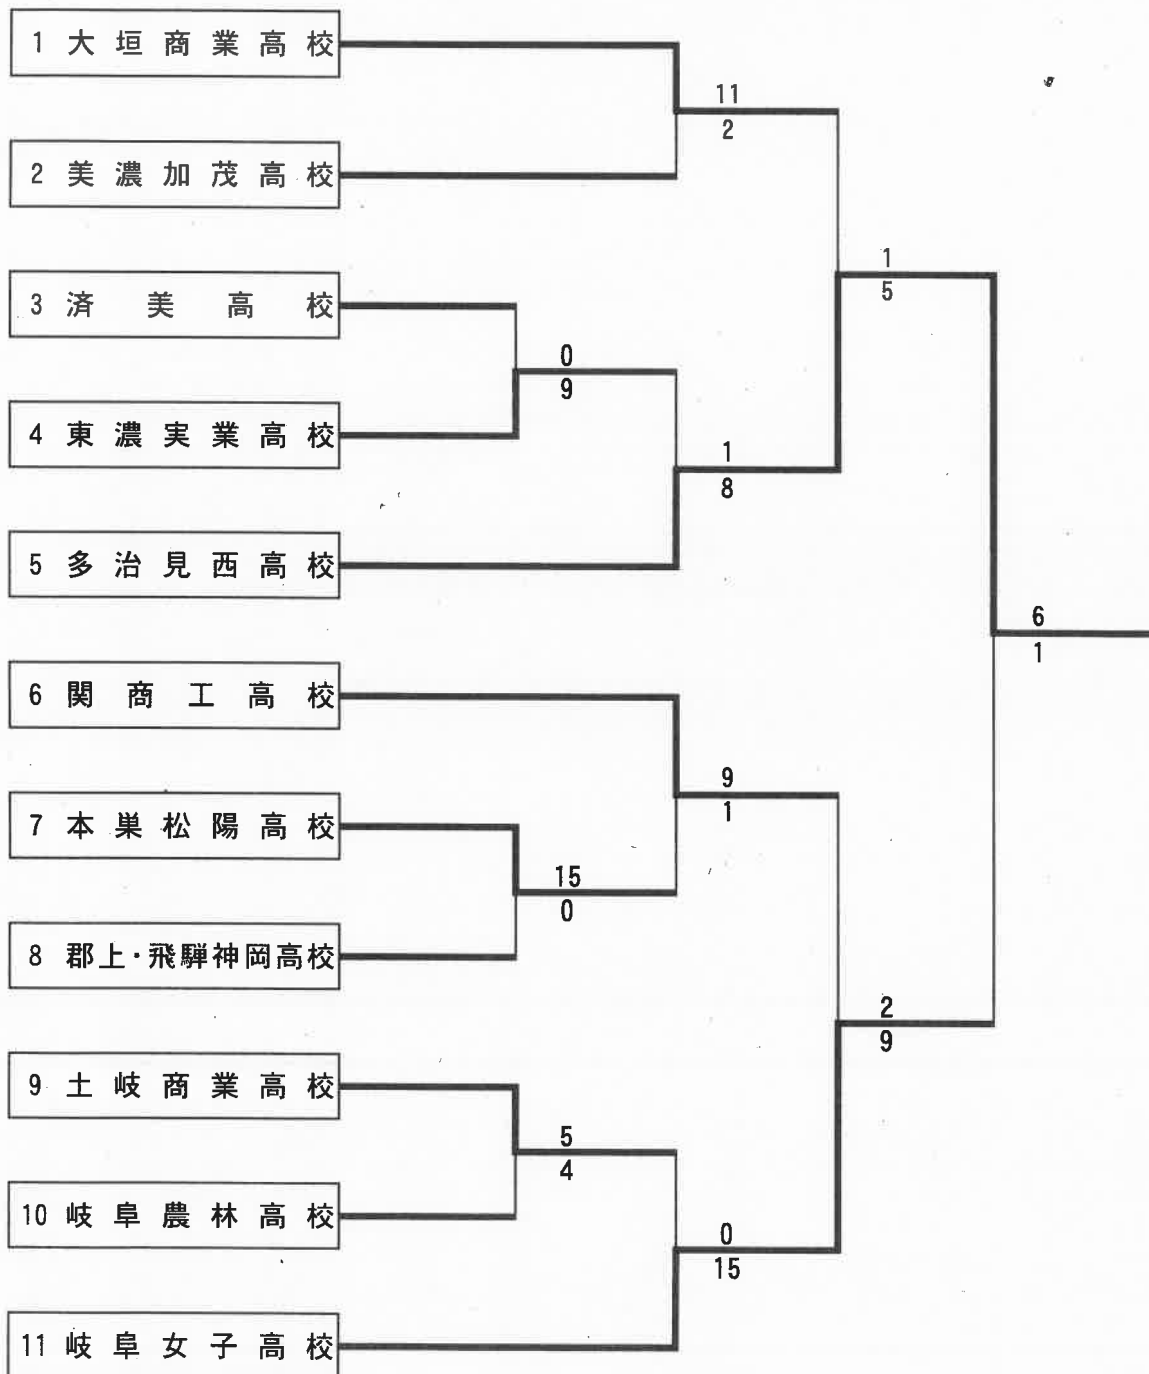 1 大垣商業高校
11
2
2 美濃加茂高校
1
5
3 済美高校
0
9
4 東濃実業高校
1
8
5 多治見西高校
6
1
6 関商工高校
9
1
7 本巣松陽高校
15
0
8 郡上・飛騨神岡高校
2
9
9 土岐商業高校
5
4
10 岐阜農林高校
0
15
11 岐阜女子高校